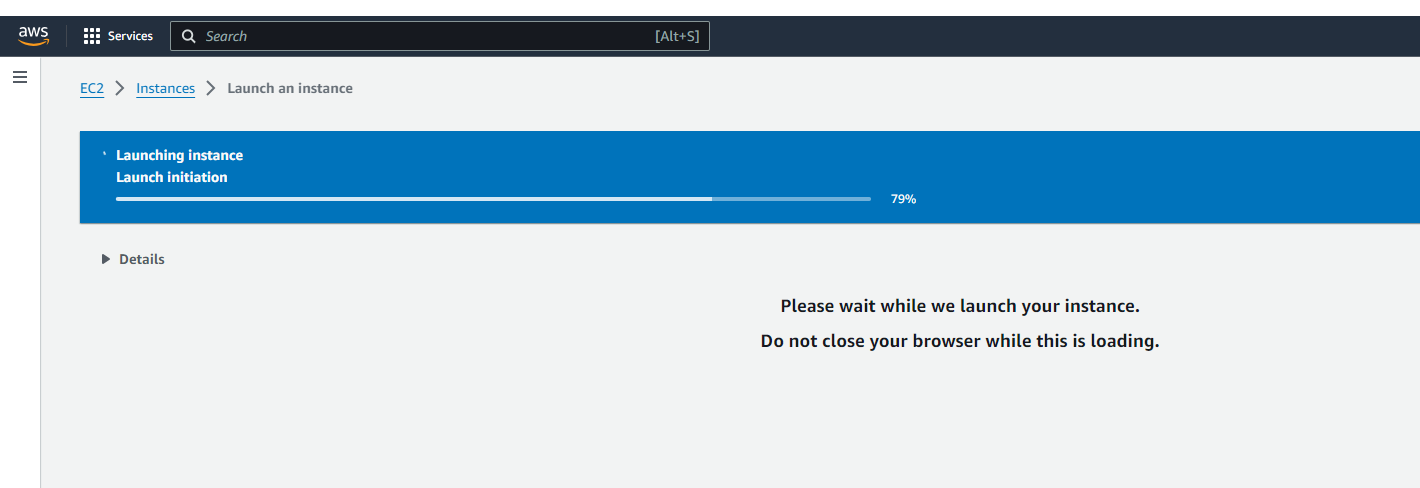 aws Services Search [Alt+S]
EC2 Instances Launch an instance
Launching instance
Launch initiation
79%
Details
Please wait while we launch your instance.
Do not close your browser while this is loading.